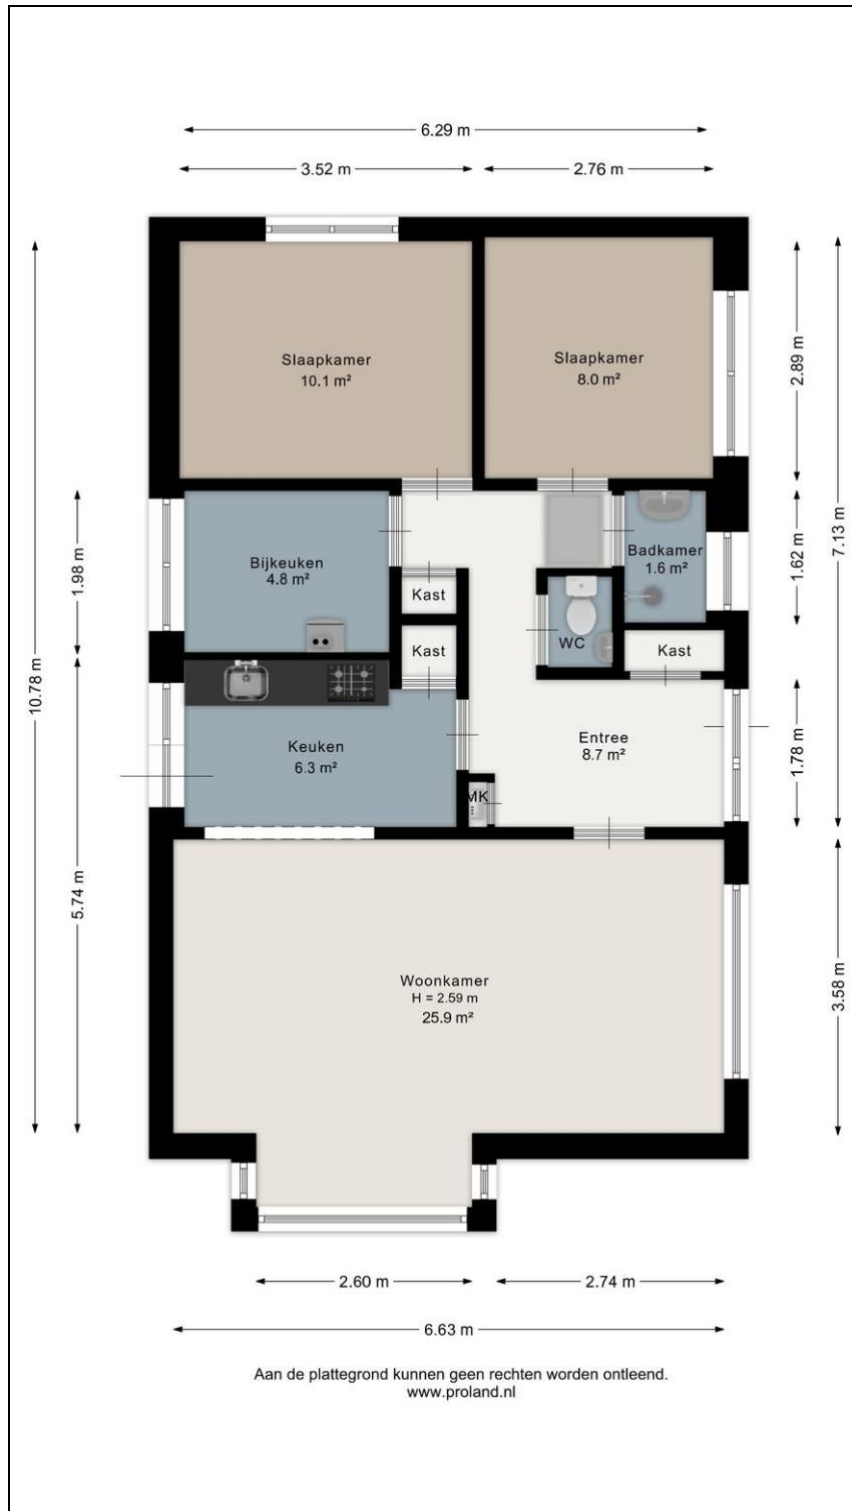 6.29 m
3.52 m
2.76 m
Slaapkamer
10.1 m²
Slaapkamer
8.0 m²
2.89 m
7.13 m
10.78 m
1.98 m
Bijkeuken
4.8 m²
Kast
Badkamer
1.6 m²
1.62 m
WC
Kast
Kast
Keuken
6.3 m²
Entree
8.7 m²
1.78 m
MK
5.74 m
Woonkamer
H = 2.59 m
25.9 m²
3.58 m
2.60 m
2.74 m
6.63 m
Aan de plattegrond kunnen geen rechten worden ontleend.
www.proland.nl